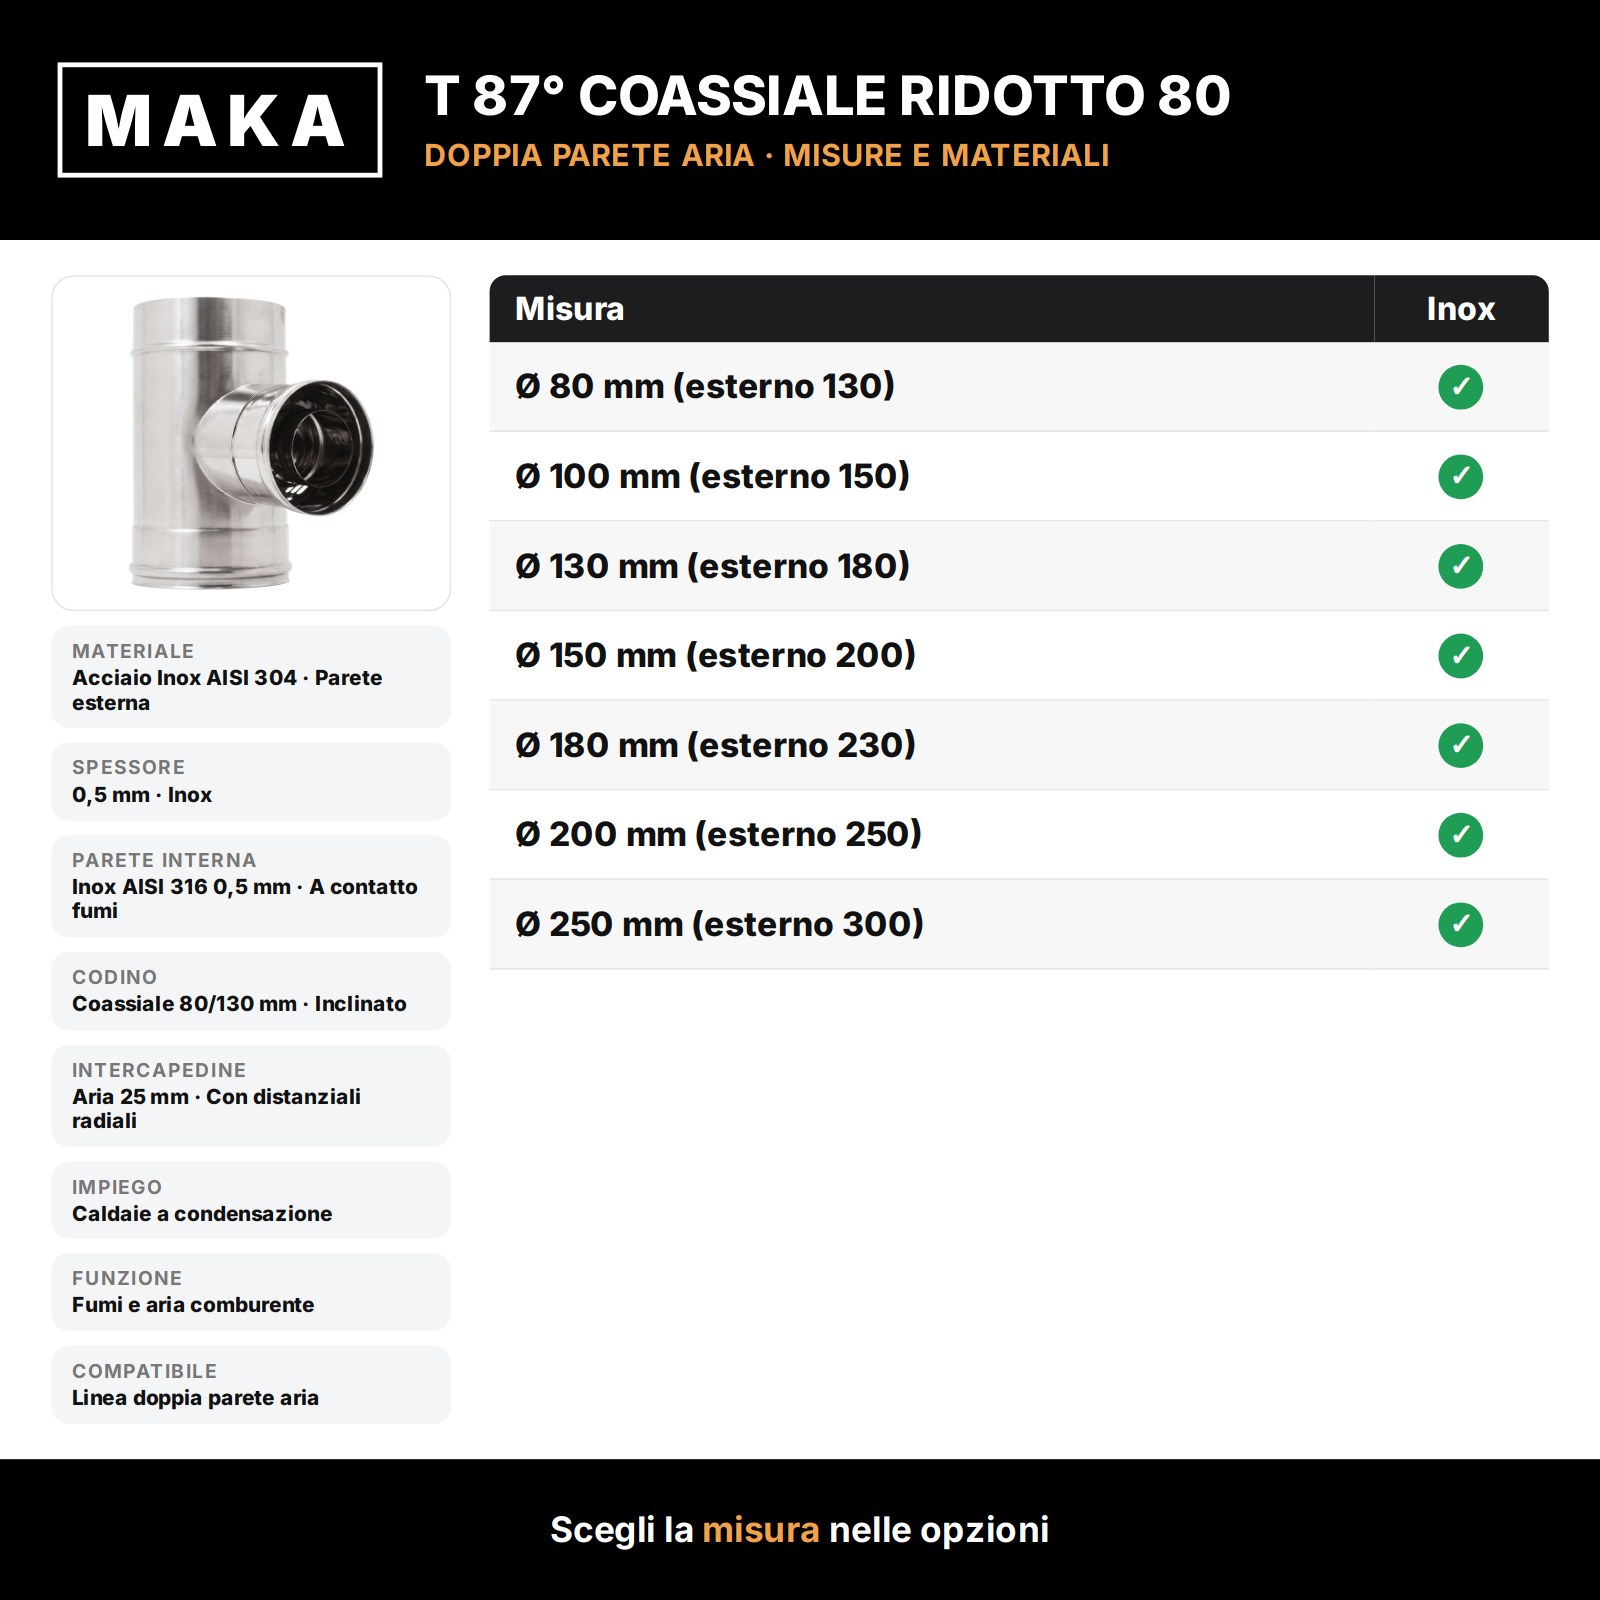 MAKA
T 87° COASSIALE RIDOTTO 80
DOPPIA PARETE ARIA · MISURE E MATERIALI
MATERIALE
Acciaio Inox AISI 304 · Parete
esterna
SPESSORE
0,5 mm · Inox
PARETE INTERNA
Inox AISI 316 0,5 mm · A contatto
fumi
CODINO
Coassiale 80/130 mm · Inclinato
INTERCAPEDINE
Aria 25 mm · Con distanziali
radiali
IMPIEGO
Caldaie a condensazione
FUNZIONE
Fumi e aria comburente
COMPATIBILE
Linea doppia parete aria
Misura Inox
Ø 80 mm (esterno 130) ✓
Ø 100 mm (esterno 150) ✓
Ø 130 mm (esterno 180) ✓
Ø 150 mm (esterno 200) ✓
Ø 180 mm (esterno 230) ✓
Ø 200 mm (esterno 250) ✓
Ø 250 mm (esterno 300) ✓
Scegli la misura nelle opzioni